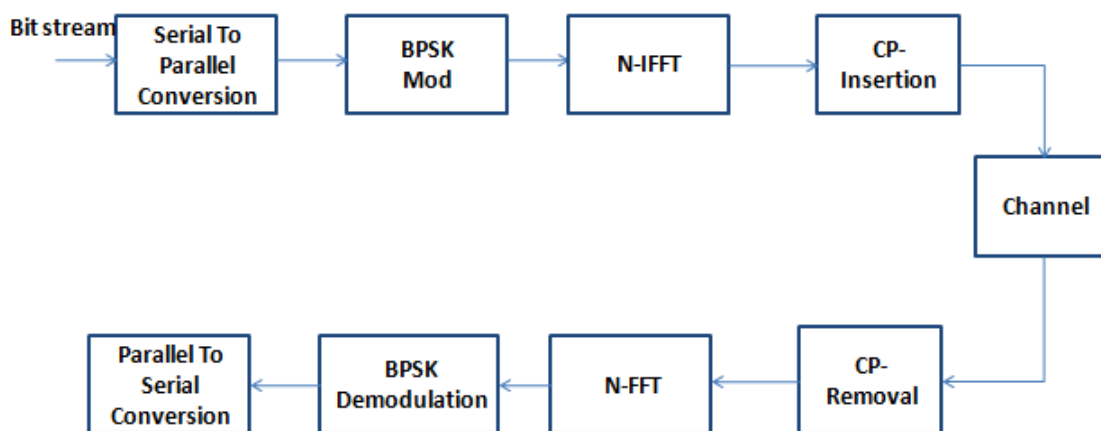 Bit stream
Serial To
Parallel
Conversion
BPSK
Mod
N-IFFT
CP-
Insertion
Channel
CP-
Removal
N-FFT
BPSK
Demodulation
Parallel To
Serial
Conversion